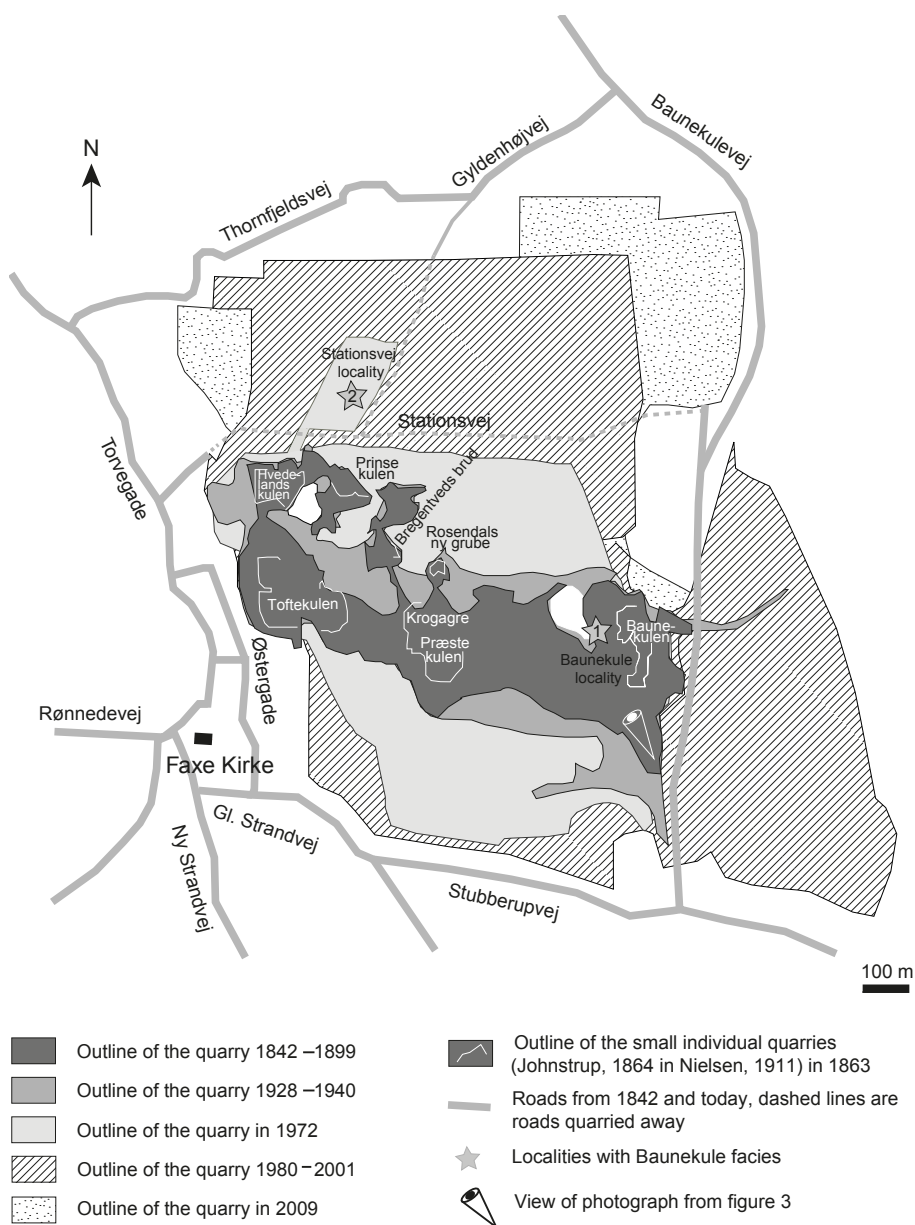 Baunekulevej
Gyldenhøjvej
N
Thornfjeldsvej
Stationsvej
locality
2
Stationsvej
Torvegade
Hvede-
lands
kulen
Prinse
kulen
Bregentveds brud
Rosendals
ny grube
Toftekulen
Krogagre
Præste
kulen
1
Baune-
kulen
Baunekule
locality
Østergade
Rønnedevej
Faxe Kirke
Gl. Strandvej
Ny Strandvej
Stubberupvej
100 m
Outline of the quarry 1842 –1899
Outline of the quarry 1928 –1940
Outline of the quarry in 1972
Outline of the quarry 1980 –2001
Outline of the quarry in 2009
Outline of the small individual quarries
(Johnstrup, 1864 in Nielsen, 1911) in 1863
Roads from 1842 and today, dashed lines are
roads quarried away
Localities with Baunekule facies
View of photograph from figure 3